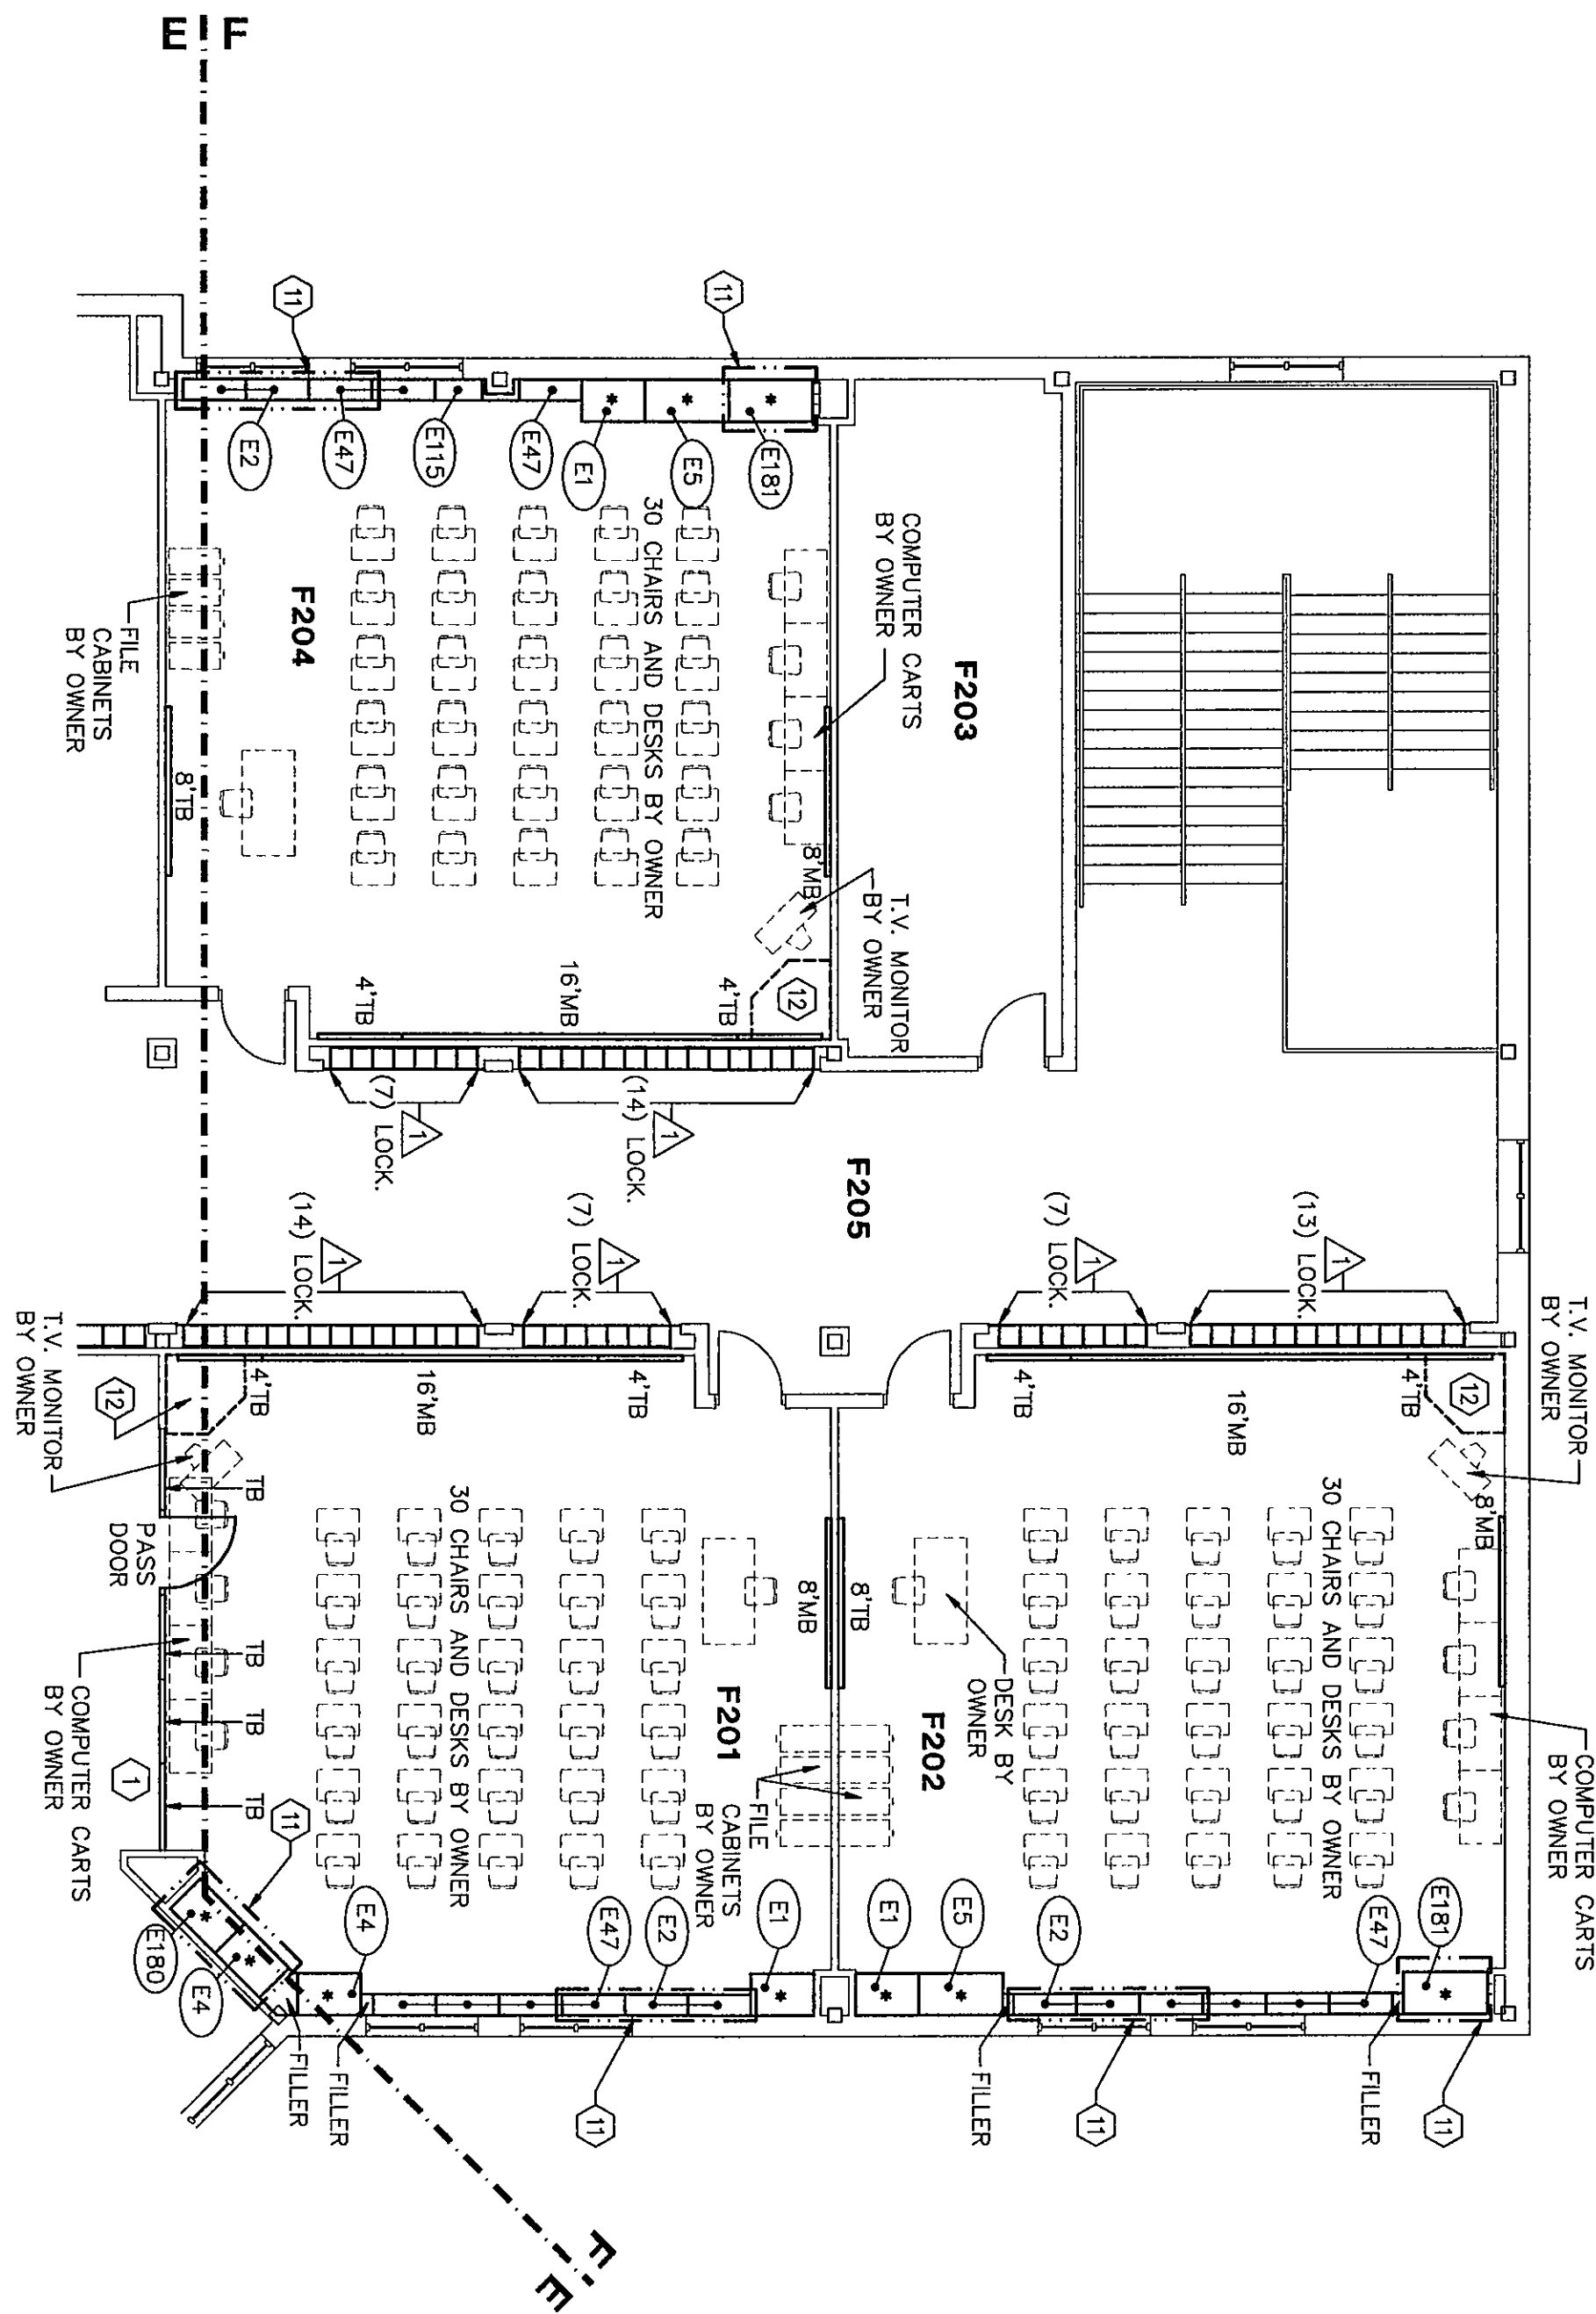 E
F
11
11
E2
E47
E115
E47
E1
E5
E181
30 CHAIRS AND DESKS BY OWNER
COMPUTER CARTS
BY OWNER
F203
F204
FILE
CABINETS
BY OWNER
8'TB
8'MB
T.V. MONITOR
BY OWNER
4'TB
16'MB
4'TB
12
(7) LOCK.
1
(14) LOCK.
1
F205
(14) LOCK.
1
(7) LOCK.
1
(7) LOCK.
1
(13) LOCK.
1
T.V. MONITOR
BY OWNER
T.V. MONITOR
BY OWNER
12
4'TB
16'MB
4'TB
4'TB
16'MB
4'TB
12
TB
PASS
DOOR
30 CHAIRS AND DESKS BY OWNER
8'MB
8'TB
30 CHAIRS AND DESKS BY OWNER
8'MB
TB
TB
TB
COMPUTER CARTS
BY OWNER
1
11
F201
FILE
CABINETS
BY OWNER
F202
DESK BY
OWNER
COMPUTER CARTS
BY OWNER
E180
E4
E4
E47
E2
E1
E1
E5
E2
E47
E181
FILLER
FILLER
11
FILLER
11
FILLER
11
F
E